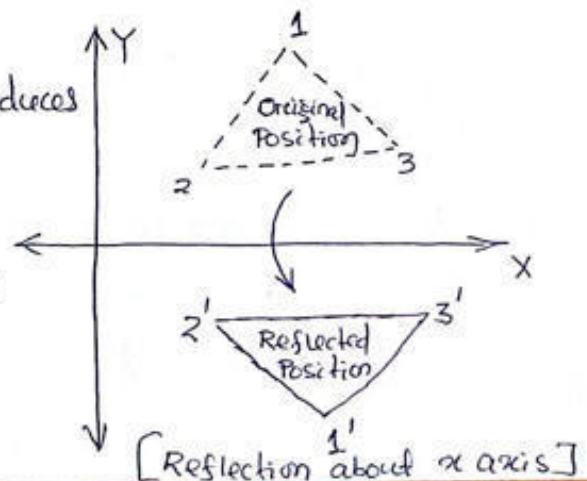 1
Y
duces
Original
Position
2
3
X
2'
3'
Reflected
Position
1'
[Reflection about x axis]